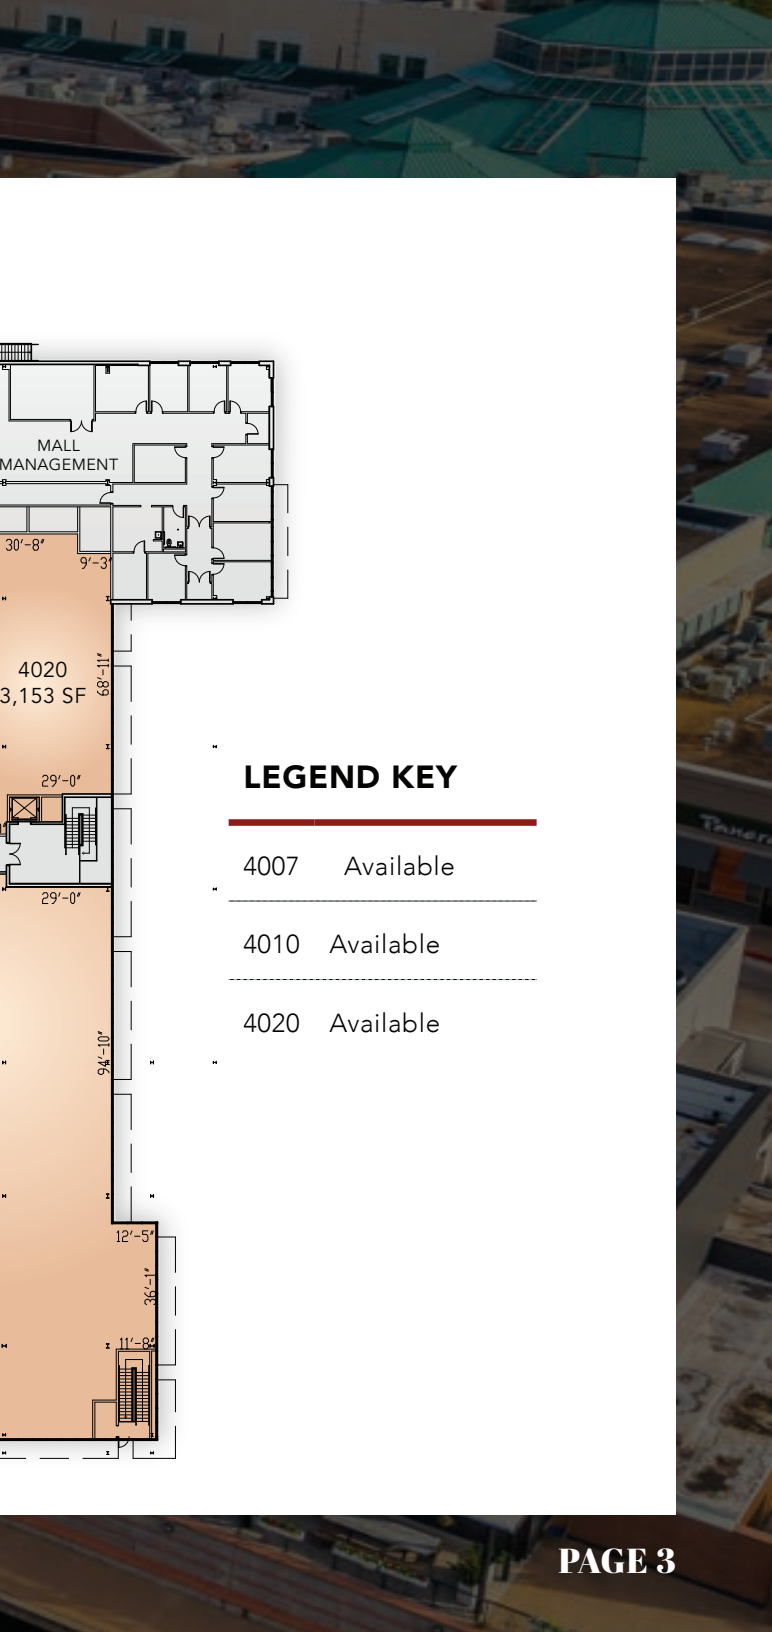 MALL
MANAGEMENT
30'-8"
9'-3"
4020
3,153 SF
68'-11"
29'-0"
29'-0"
94'-10"
12'-5"
36'-1"
11'-8"
LEGEND KEY
4007 Available
4010 Available
4020 Available
Panera
PAGE 3